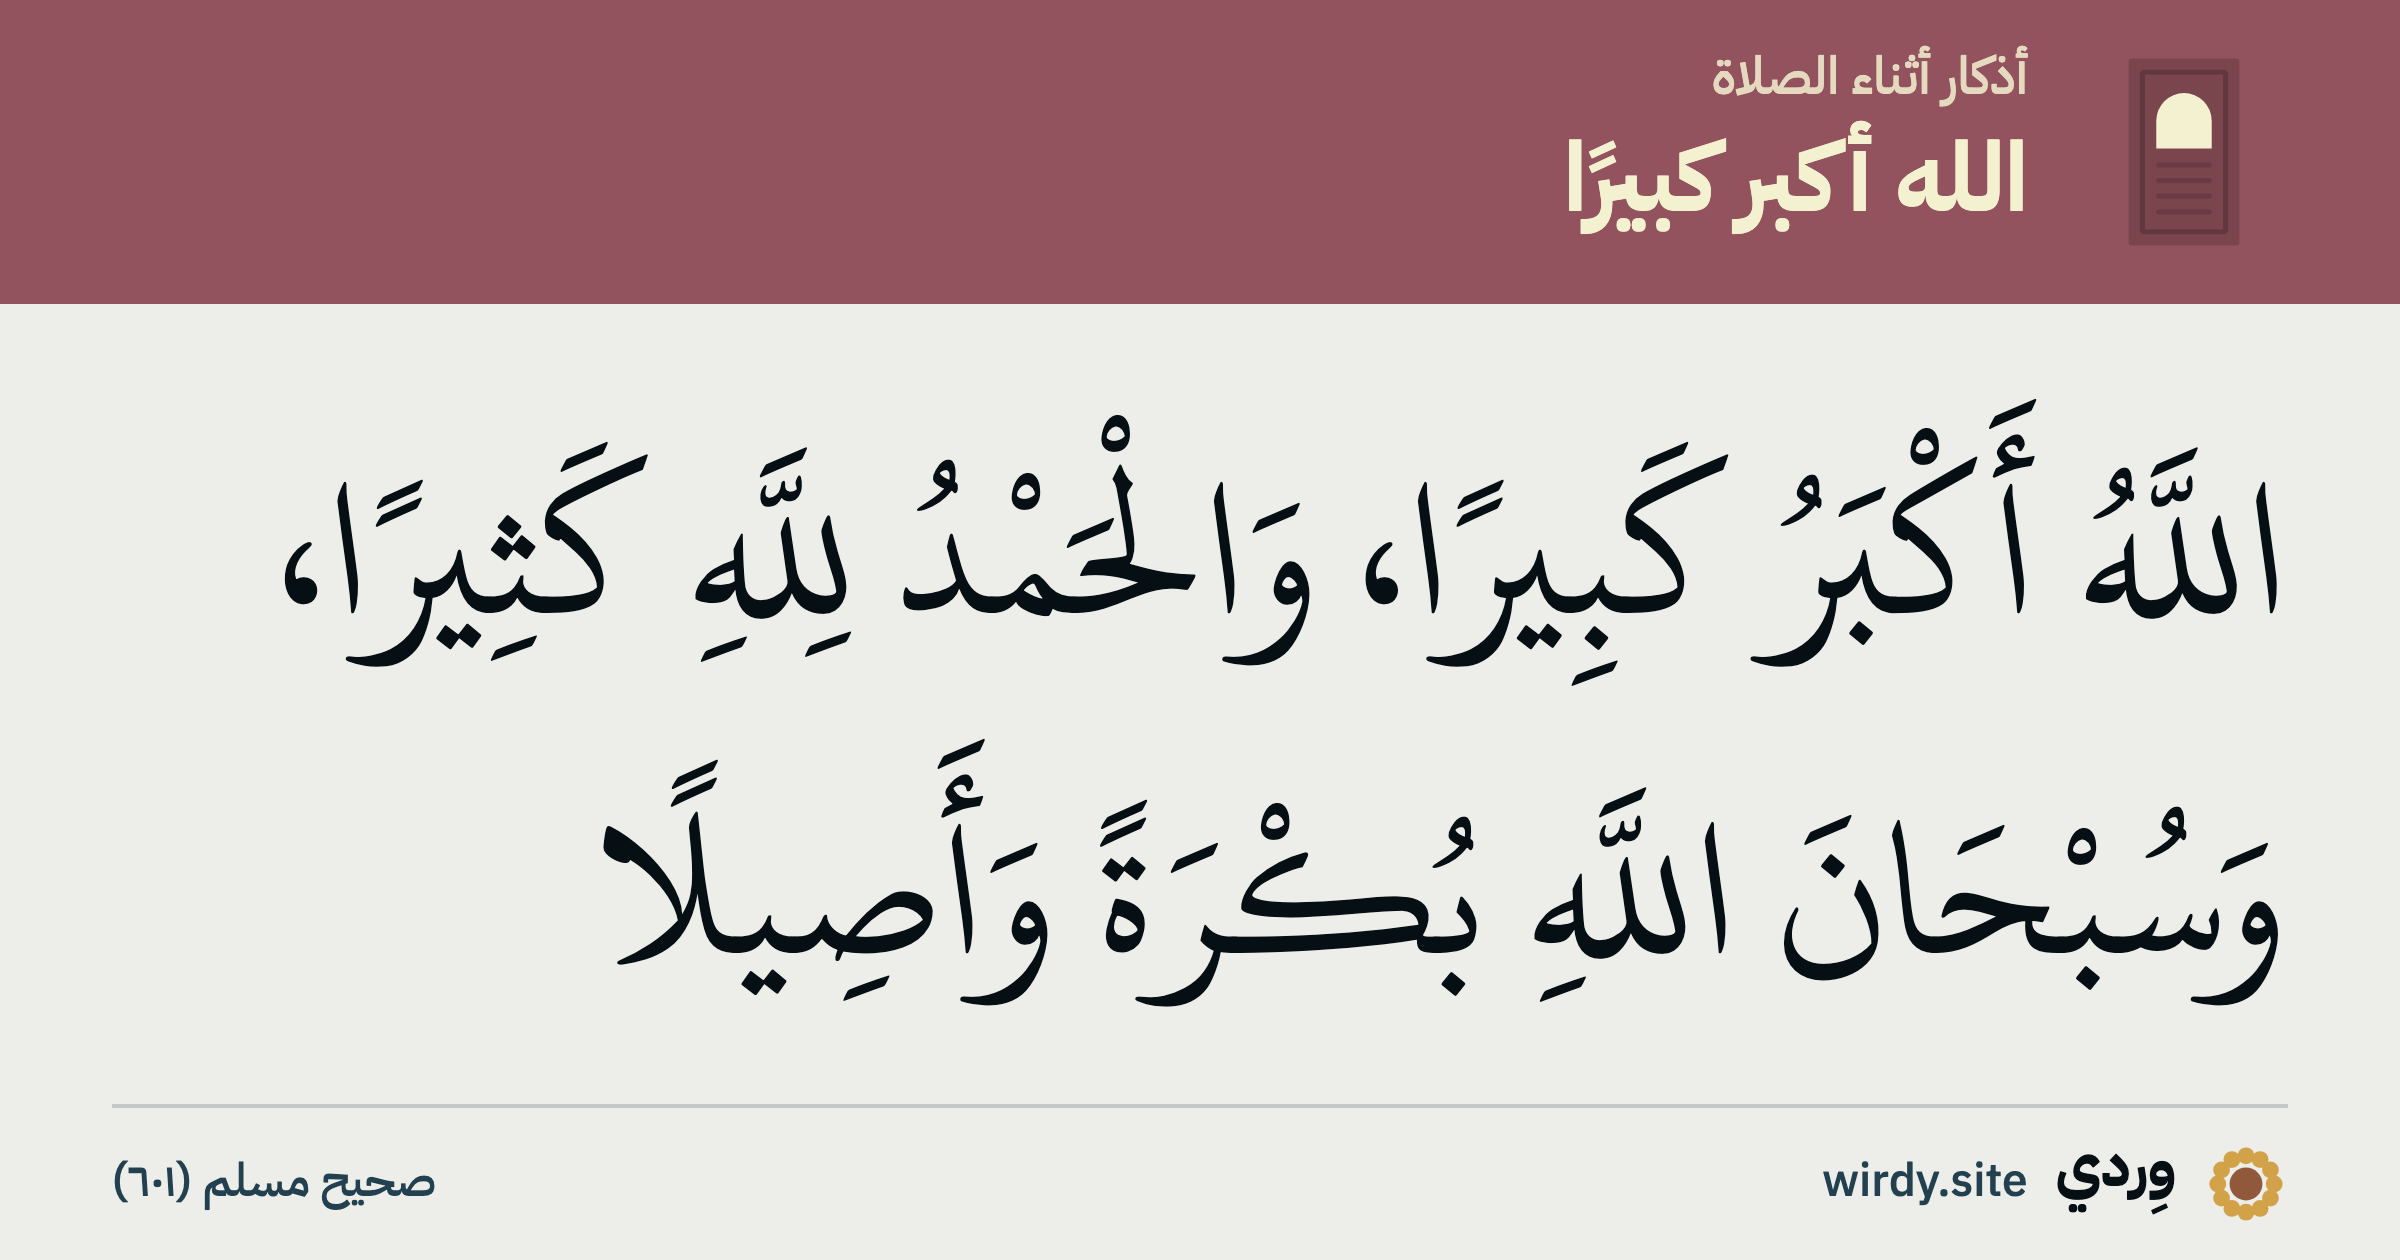 أذكار أثناء الصلاة
الله أكبر كبيرًا
اللَّهُ أَكْبَرُ كَبِيرًا، وَالْحَمْدُ لِلَّهِ كَثِيرًا،
وَسُبْحَانَ اللَّهِ بُكْرَةً وَأَصِيلًا
وِردي wirdy.site
صحيح مسلم (٦٠١)